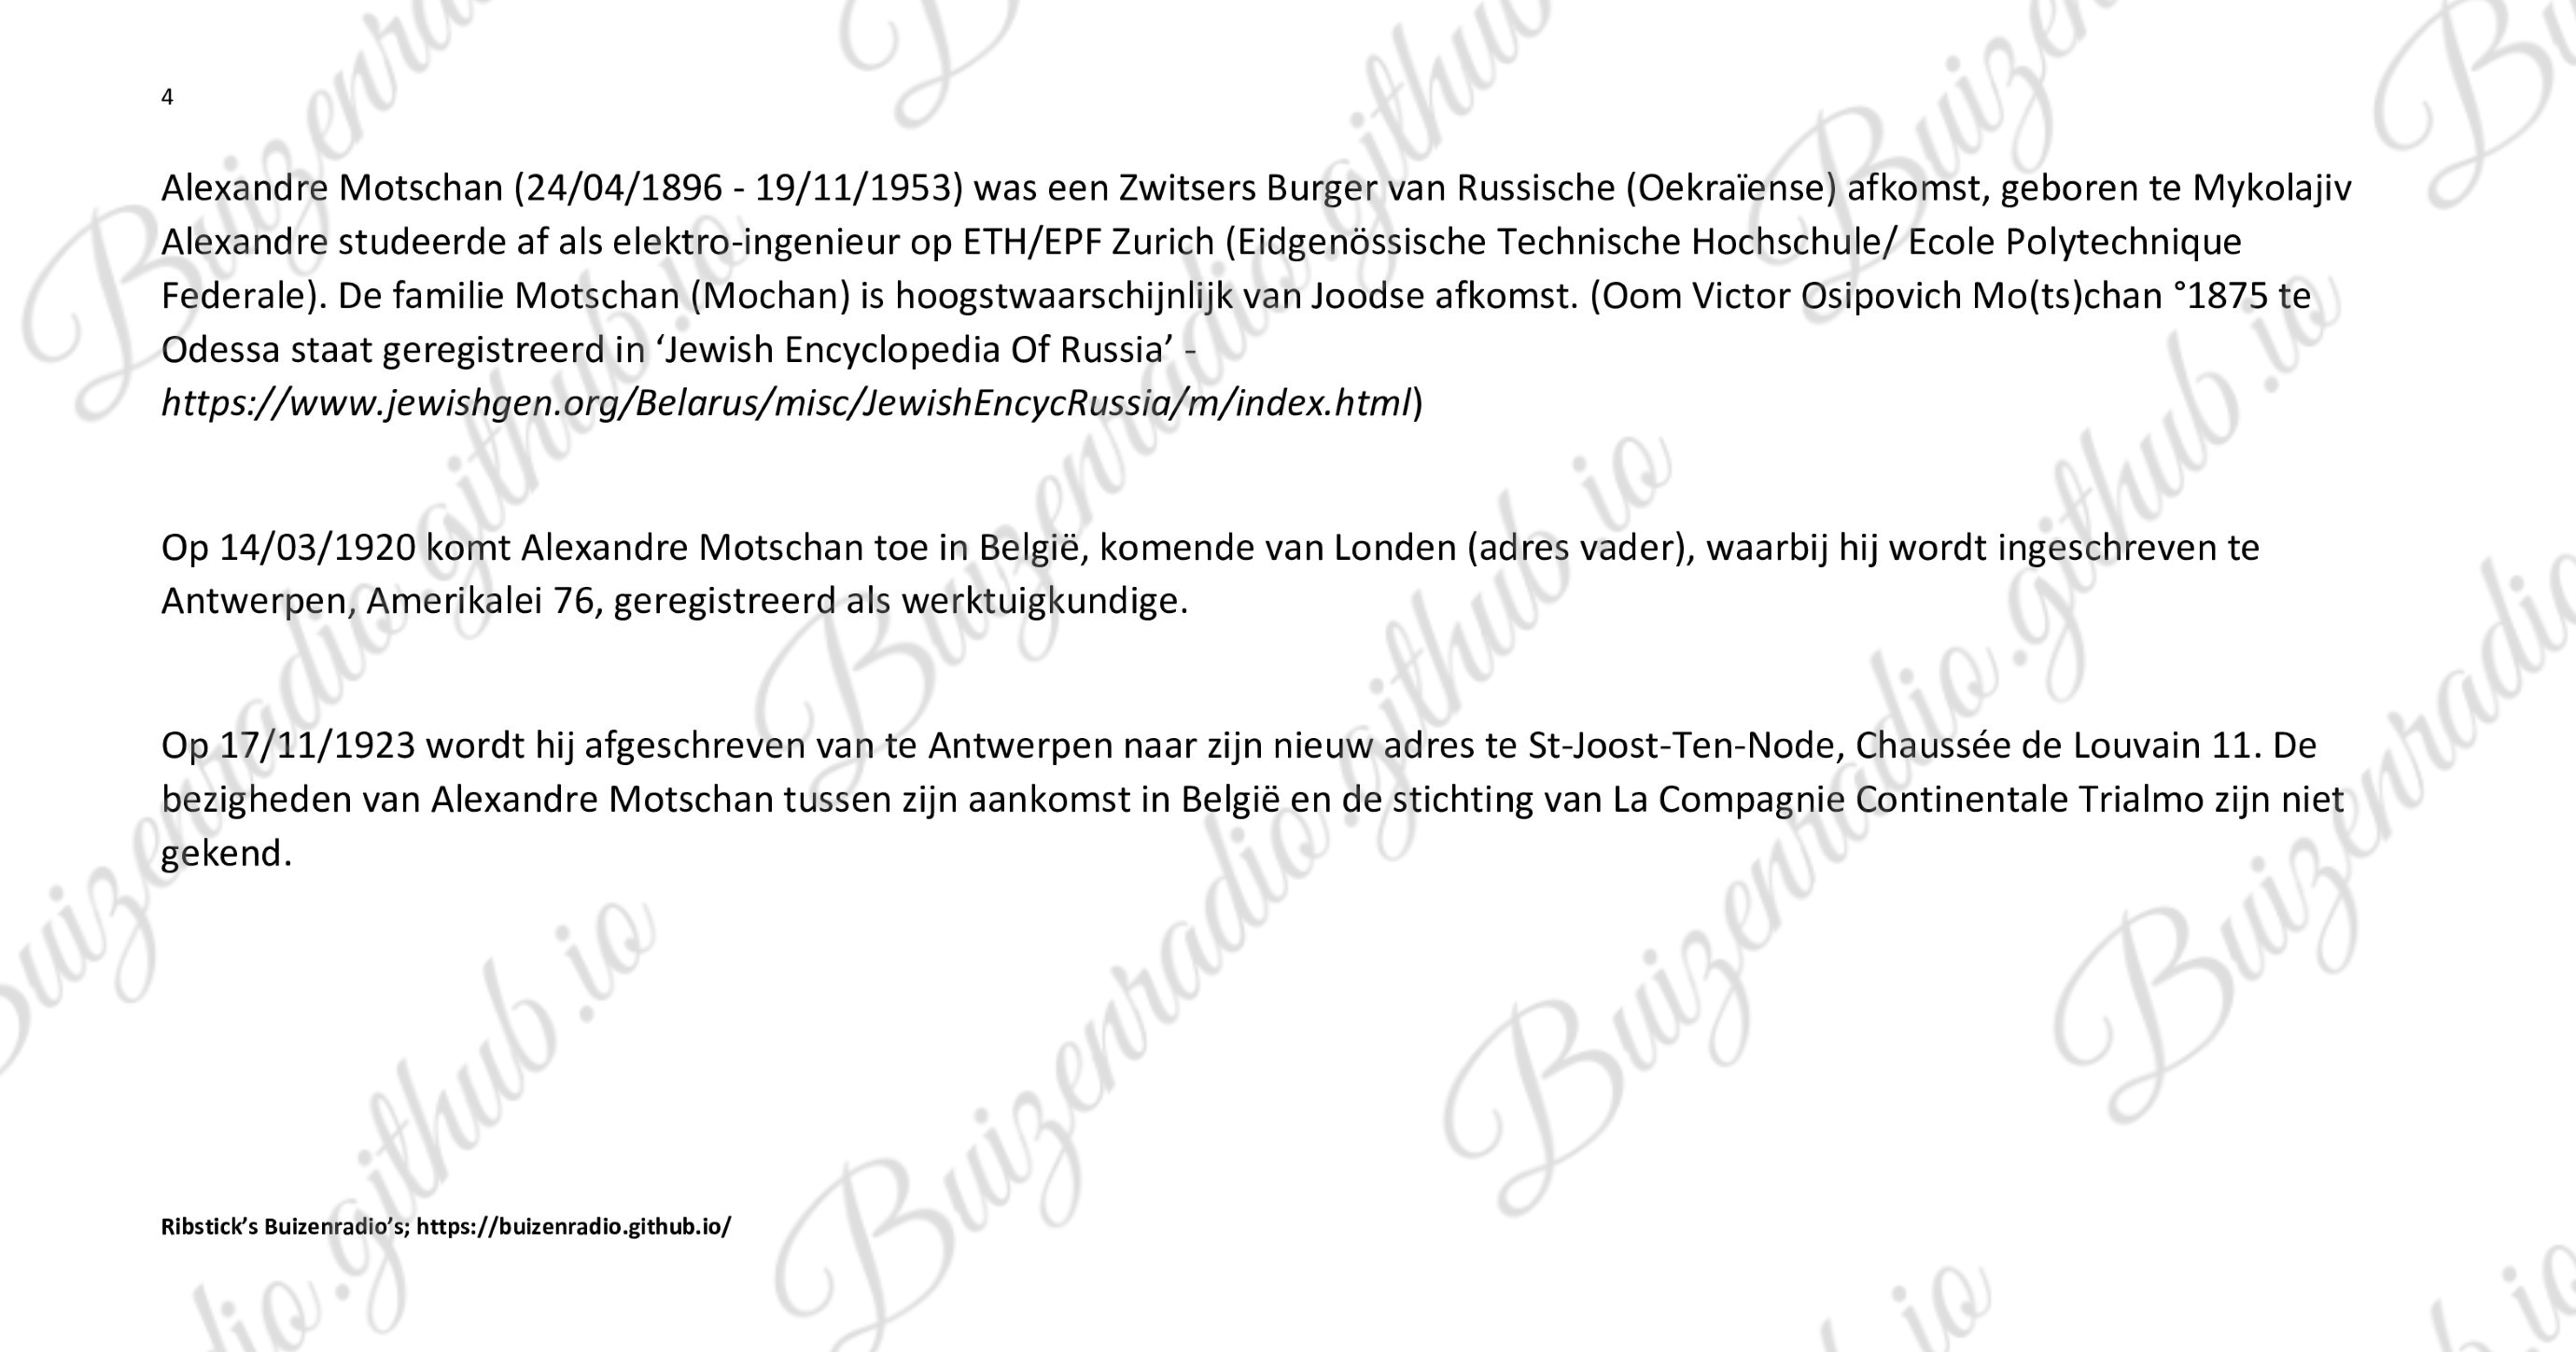 4
Alexandre Motschan (24/04/1896 - 19/11/1953) was een Zwitsers Burger van Russische (Oekraïense) afkomst, geboren te Mykolajiv
Alexandre studeerde af als elektro-ingenieur op ETH/EPF Zurich (Eidgenössische Technische Hochschule/ Ecole Polytechnique
Federale). De familie Motschan (Mochan) is hoogstwaarschijnlijk van Joodse afkomst. (Oom Victor Osipovich Mo(ts)chan °1875 te
Odessa staat geregistreerd in ‘Jewish Encyclopedia Of Russia’ -
https://www.jewishgen.org/Belarus/misc/JewishEncycRussia/m/index.html)
Op 14/03/1920 komt Alexandre Motschan toe in België, komende van Londen (adres vader), waarbij hij wordt ingeschreven te
Antwerpen, Amerikalei 76, geregistreerd als werktuigkundige.
Op 17/11/1923 wordt hij afgeschreven van te Antwerpen naar zijn nieuw adres te St-Joost-Ten-Node, Chaussée de Louvain 11. De
bezigheden van Alexandre Motschan tussen zijn aankomst in België en de stichting van La Compagnie Continentale Trialmo zijn niet
gekend.
Ribstick’s Buizenradio’s; https://buizenradio.github.io/
Buizenradio.github.io